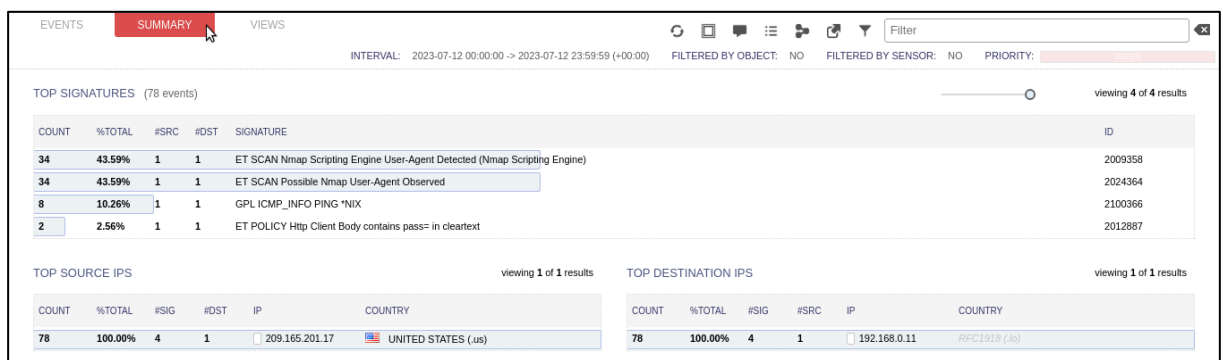 EVENTS SUMMARY VIEWS Filter
INTERVAL: 2023-07-12 00:00:00 -> 2023-07-12 23:59:59 (+00:00) FILTERED BY OBJECT: NO FILTERED BY SENSOR: NO PRIORITY: 100.0%
TOP SIGNATURES (78 events) viewing 4 of 4 results
COUNT %TOTAL #SRC #DST SIGNATURE ID
34 43.59% 1 1 ET SCAN Nmap Scripting Engine User-Agent Detected (Nmap Scripting Engine) 2009358
34 43.59% 1 1 ET SCAN Possible Nmap User-Agent Observed 2024364
8 10.26% 1 1 GPL ICMP_INFO PING *NIX 2100366
2 2.56% 1 1 ET POLICY Http Client Body contains pass= in cleartext 2012887
TOP SOURCE IPS viewing 1 of 1 results TOP DESTINATION IPS viewing 1 of 1 results
COUNT %TOTAL #SIG #DST IP COUNTRY COUNT %TOTAL #SIG #SRC IP COUNTRY
78 100.00% 4 1 209.165.201.17 UNITED STATES (.us) 78 100.00% 4 1 192.168.0.11 RFC1918 (.lo)